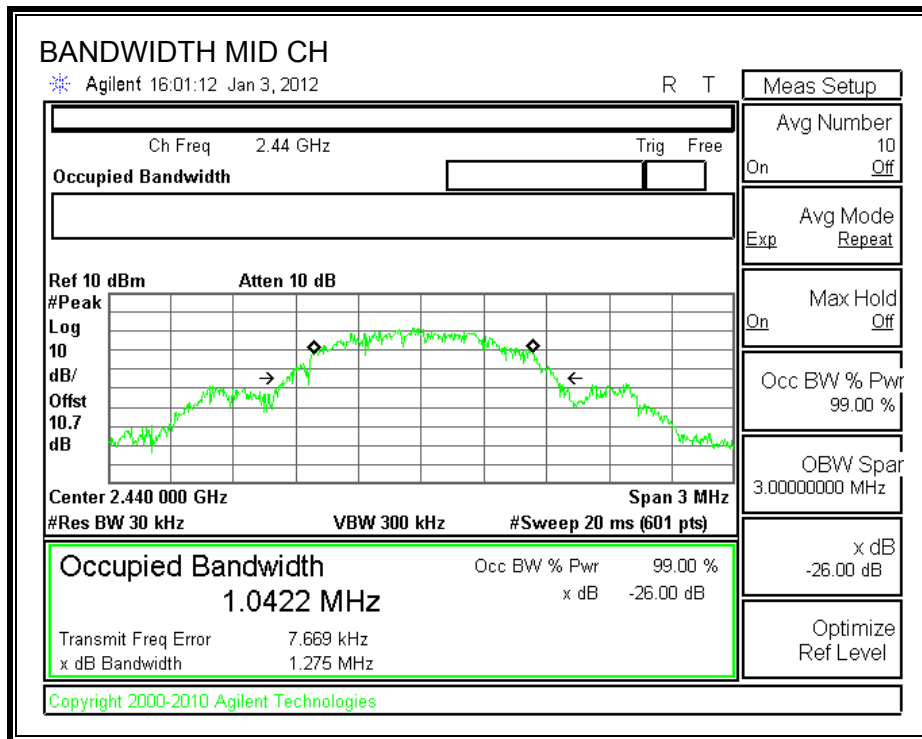 BANDWIDTH MID CH
Agilent 16:01:12 Jan 3, 2012 R T
Meas Setup
Avg Number
10
On Off
Ch Freq 2.44 GHz Trig Free
Occupied Bandwidth
Avg Mode
Exp Repeat
Ref 10 dBm Atten 10 dB
#Peak
Log
10
dB/
Offst
10.7
dB
Max Hold
On Off
Occ BW % Pwr
99.00 %
OBW Span
3.00000000 MHz
Center 2.440 000 GHz Span 3 MHz
#Res BW 30 kHz VBW 300 kHz #Sweep 20 ms (601 pts)
x dB
-26.00 dB
Optimize
Ref Level
Occupied Bandwidth Occ BW % Pwr 99.00 %
1.0422 MHz x dB -26.00 dB
Transmit Freq Error 7.669 kHz
x dB Bandwidth 1.275 MHz
Copyright 2000-2010 Agilent Technologies